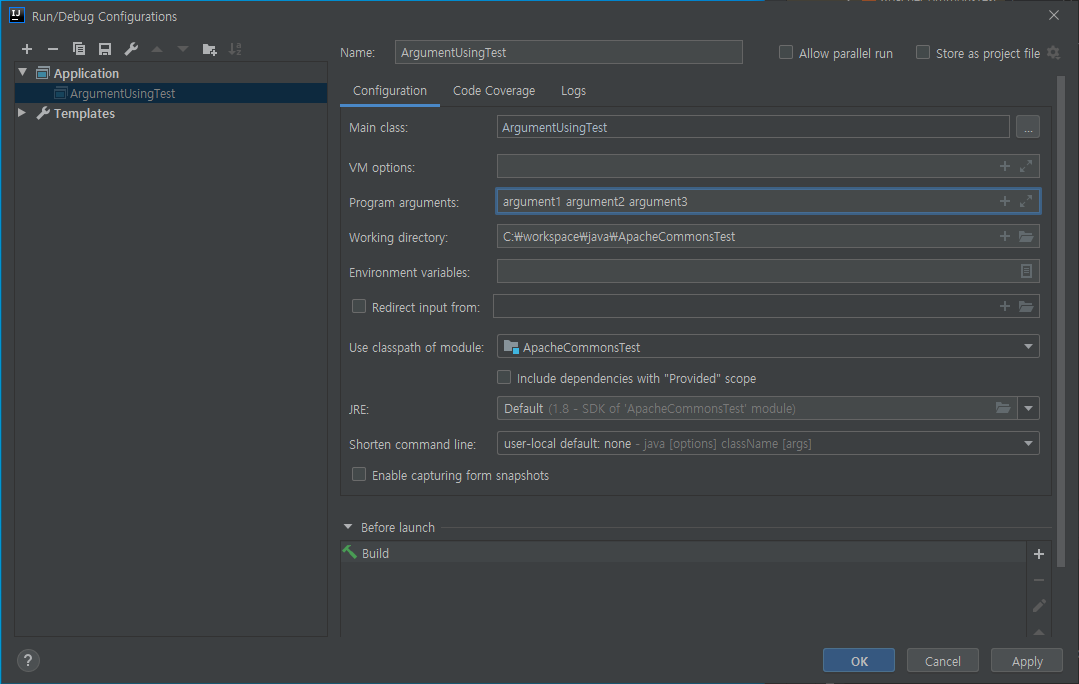 Run/Debug Configurations
Name: ArgumentUsingTest Allow parallel run Store as project file
Application
ArgumentUsingTest
Templates
Configuration Code Coverage Logs
Main class: ArgumentUsingTest ...
VM options:
Program arguments: argument1 argument2 argument3
Working directory: C:₩workspace₩java₩ApacheCommonsTest
Environment variables:
Redirect input from:
Use classpath of module: ApacheCommonsTest
Include dependencies with "Provided" scope
JRE: Default (1.8 - SDK of 'ApacheCommonsTest' module)
Shorten command line: user-local default: none - java [options] className [args]
Enable capturing form snapshots
Before launch
Build
? OK Cancel Apply